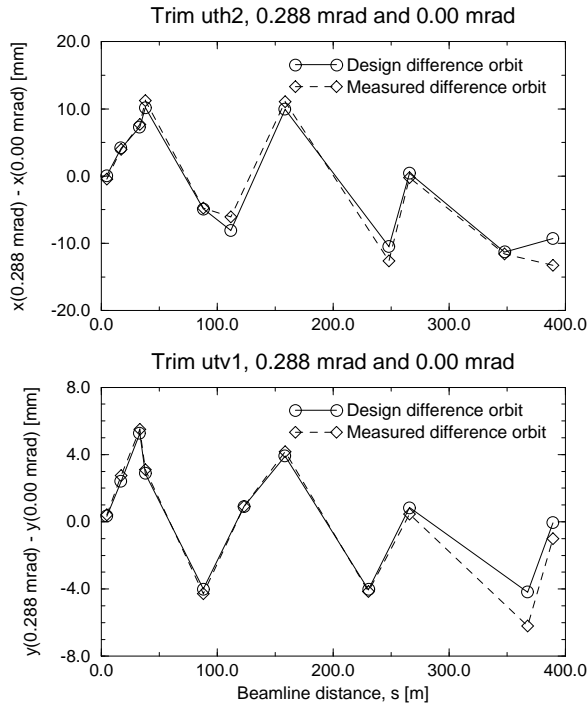 Trim uth2, 0.288 mrad and 0.00 mrad
x(0.288 mrad) - x(0.00 mrad) [mm]
20.0
10.0
0.0
-10.0
-20.0
Design difference orbit
Measured difference orbit
0.0 100.0 200.0 300.0 400.0
Trim utv1, 0.288 mrad and 0.00 mrad
y(0.288 mrad) - y(0.00 mrad) [mm]
8.0
4.0
0.0
-4.0
-8.0
Design difference orbit
Measured difference orbit
0.0 100.0 200.0 300.0 400.0
Beamline distance, s [m]